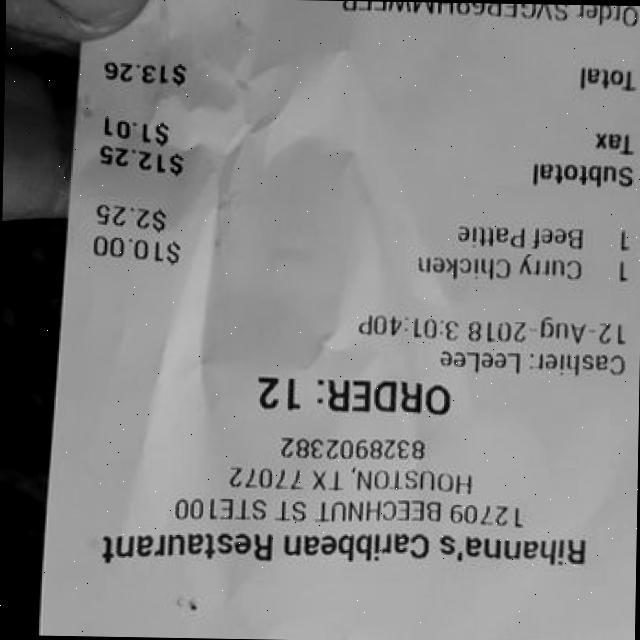 Rihanna's Caribbean Restaurant
12709 BEECHNUT ST STE100
HOUSTON, TX 77072
8328902382
ORDER: 12
Cashier: LeeLee
12-Aug-2018 3:01:40P
1 Curry Chicken $10.00
1 Beef Pattie $2.25
Subtotal $12.25
Tax $1.01
Total $13.26
Order